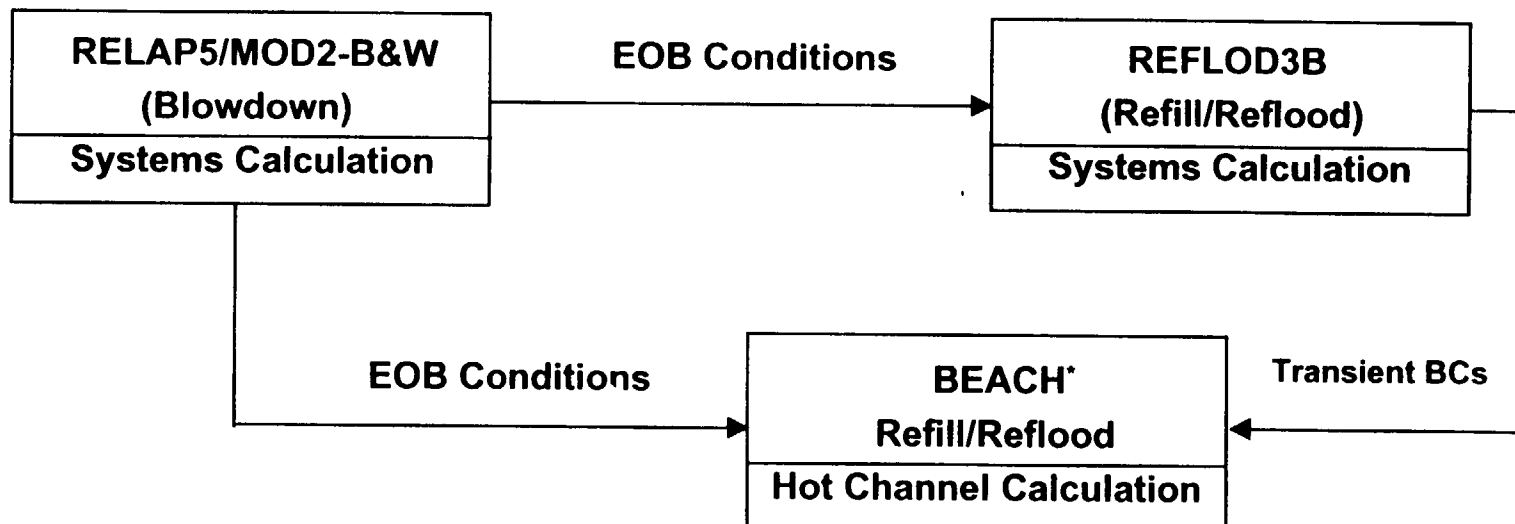 RELAP5/MOD2-B&W
(Blowdown)
Systems Calculation
EOB Conditions
REFLOD3B
(Refill/Reflood)
Systems Calculation
EOB Conditions
BEACH*
Refill/Reflood
Hot Channel Calculation
Transient BCs